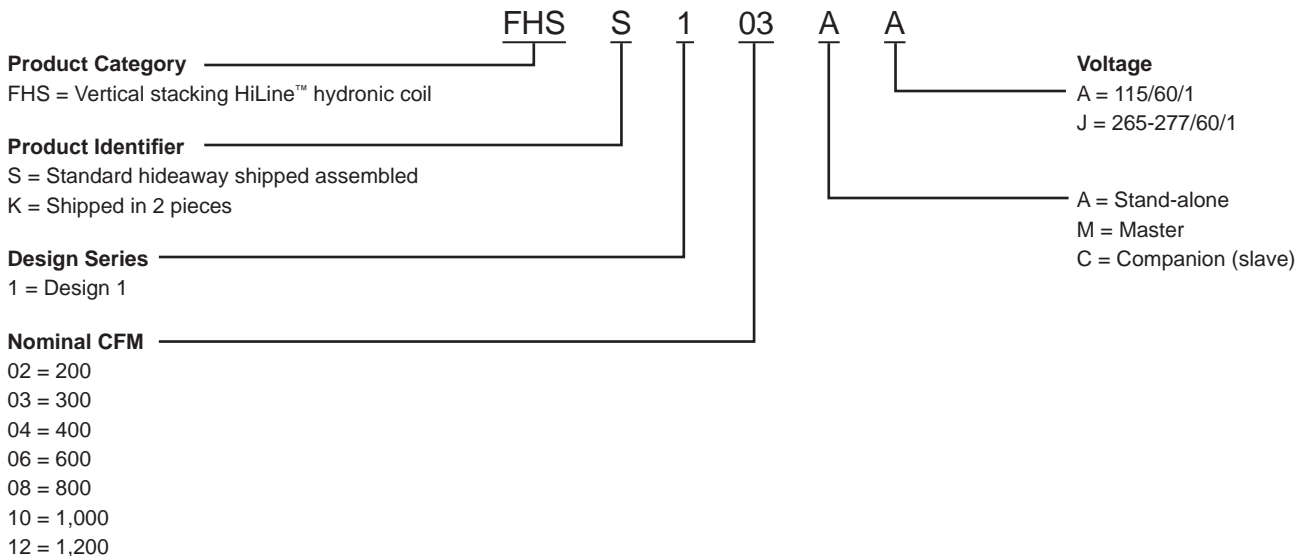 FHS S 1 03 A A
Product Category
FHS = Vertical stacking HiLine™ hydronic coil
Product Identifier
S = Standard hideaway shipped assembled
K = Shipped in 2 pieces
Design Series
1 = Design 1
Nominal CFM
02 = 200
03 = 300
04 = 400
06 = 600
08 = 800
10 = 1,000
12 = 1,200
Voltage
A = 115/60/1
J = 265-277/60/1
A = Stand-alone
M = Master
C = Companion (slave)